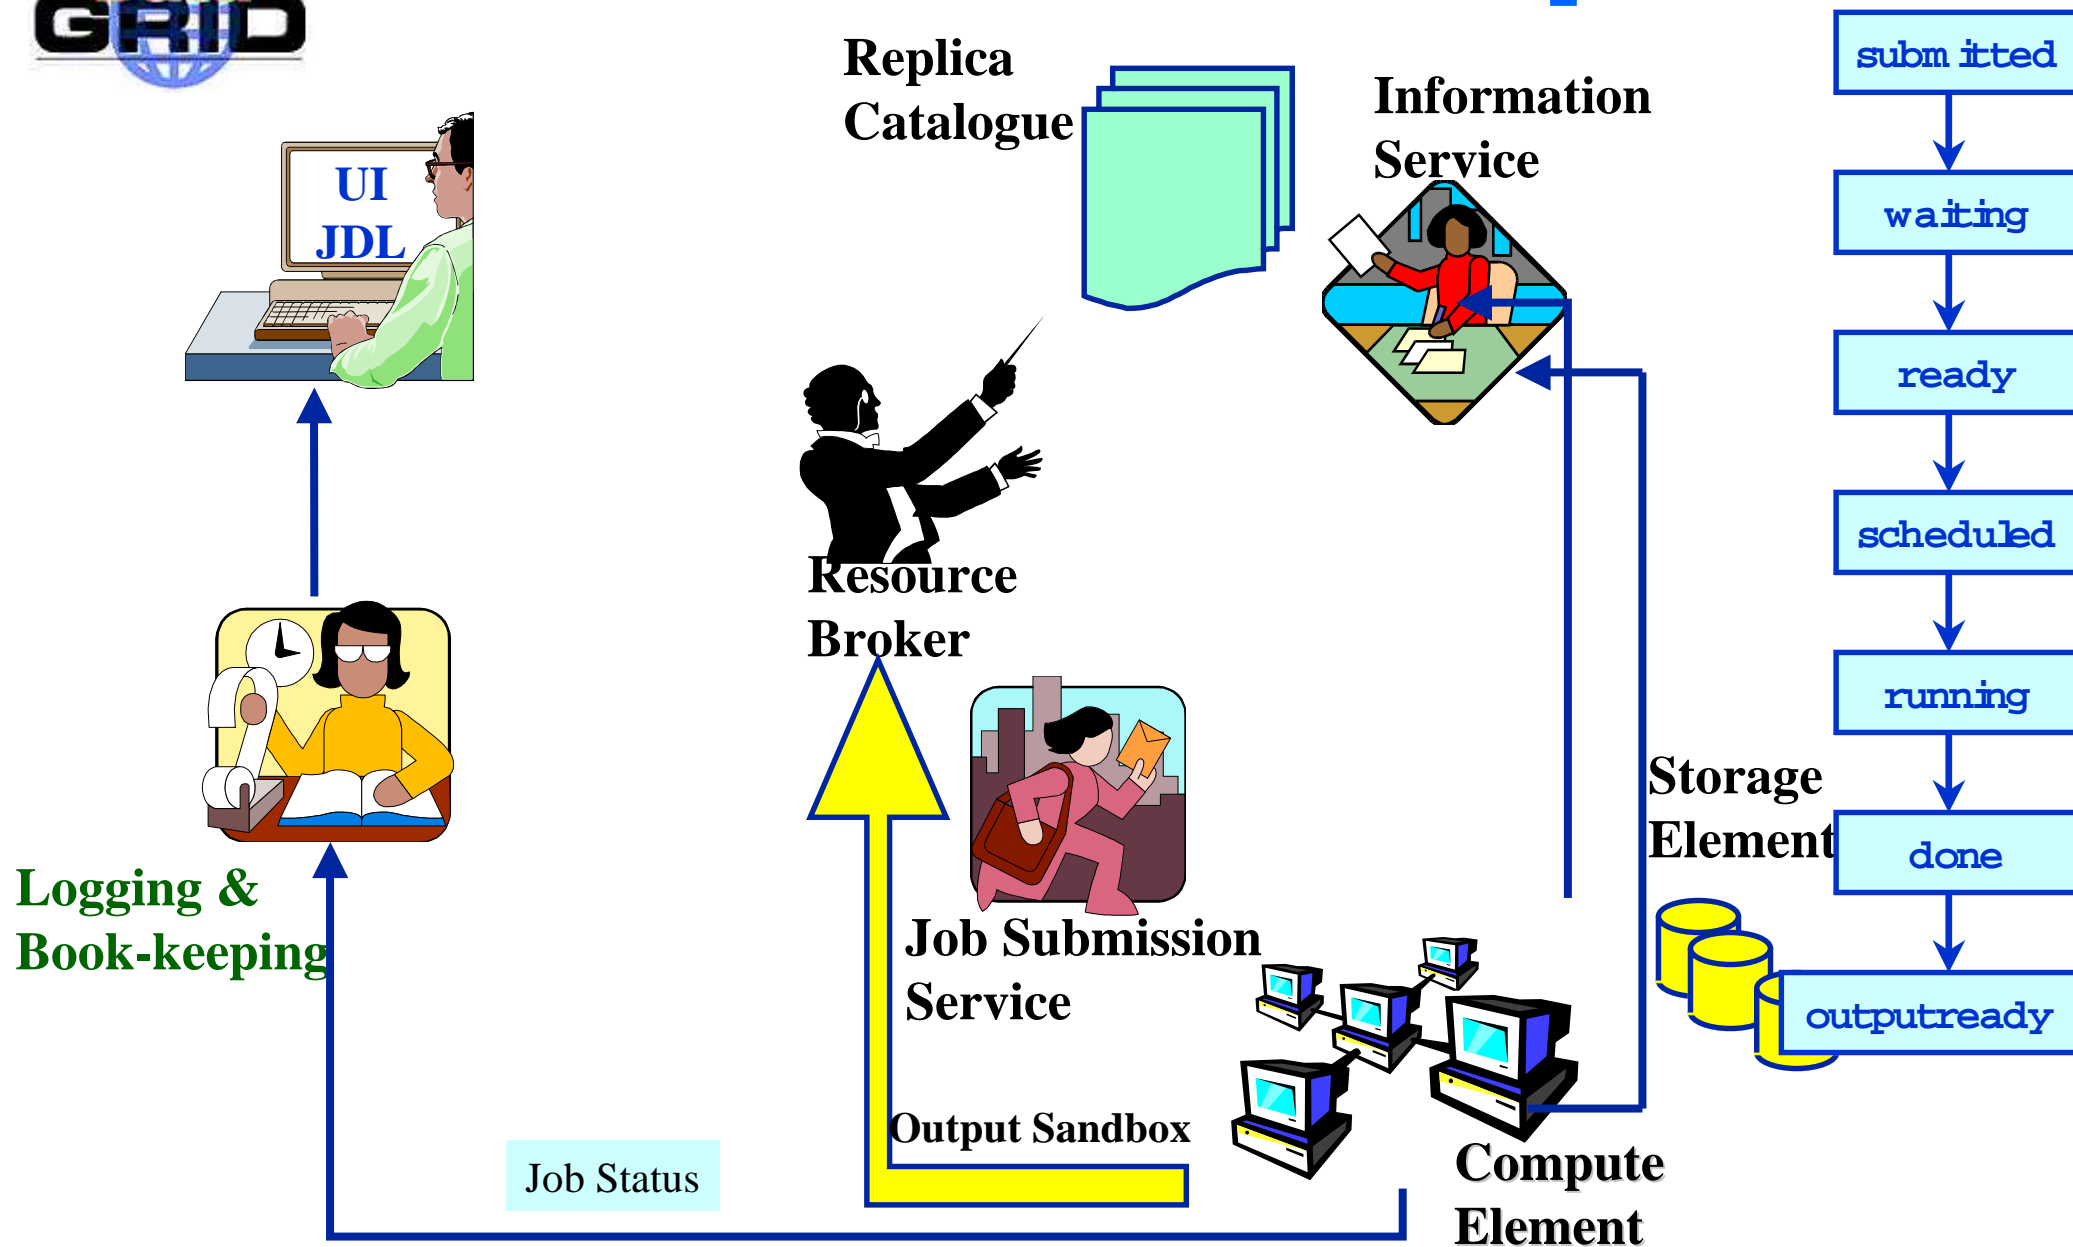 GRID
Replica
Catalogue
Information
Service
UI
JDL
Resource
Broker
Logging &
Book-keeping
Job Submission
Service
Storage
Element
Output Sandbox
Job Status
Compute
Element
submitted
waiting
ready
scheduled
running
done
outputready